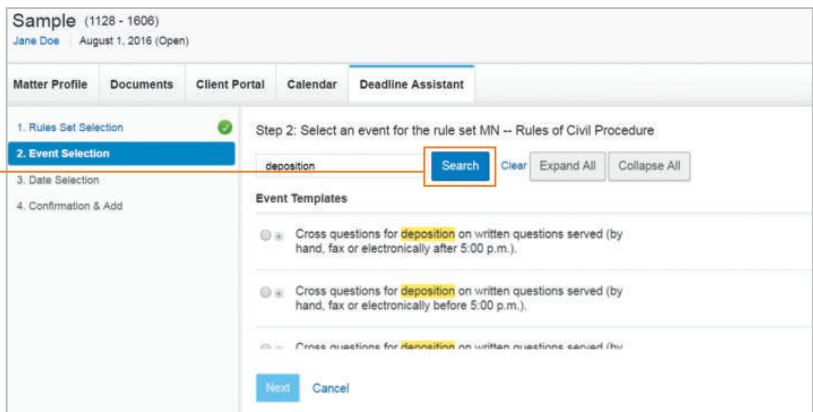 Sample (1128 - 1606)
Jane Doe August 1, 2016 (Open)
Matter Profile Documents Client Portal Calendar Deadline Assistant
1. Rules Set Selection
2. Event Selection
3. Date Selection
4. Confirmation & Add
Step 2: Select an event for the rule set MN -- Rules of Civil Procedure
deposition Search Clear Expand All Collapse All
Event Templates
Cross questions for deposition on written questions served (by
hand, fax or electronically after 5:00 p.m.).
Cross questions for deposition on written questions served (by
hand, fax or electronically before 5:00 p.m.).
Cross questions for deposition on written questions served (by
Next Cancel